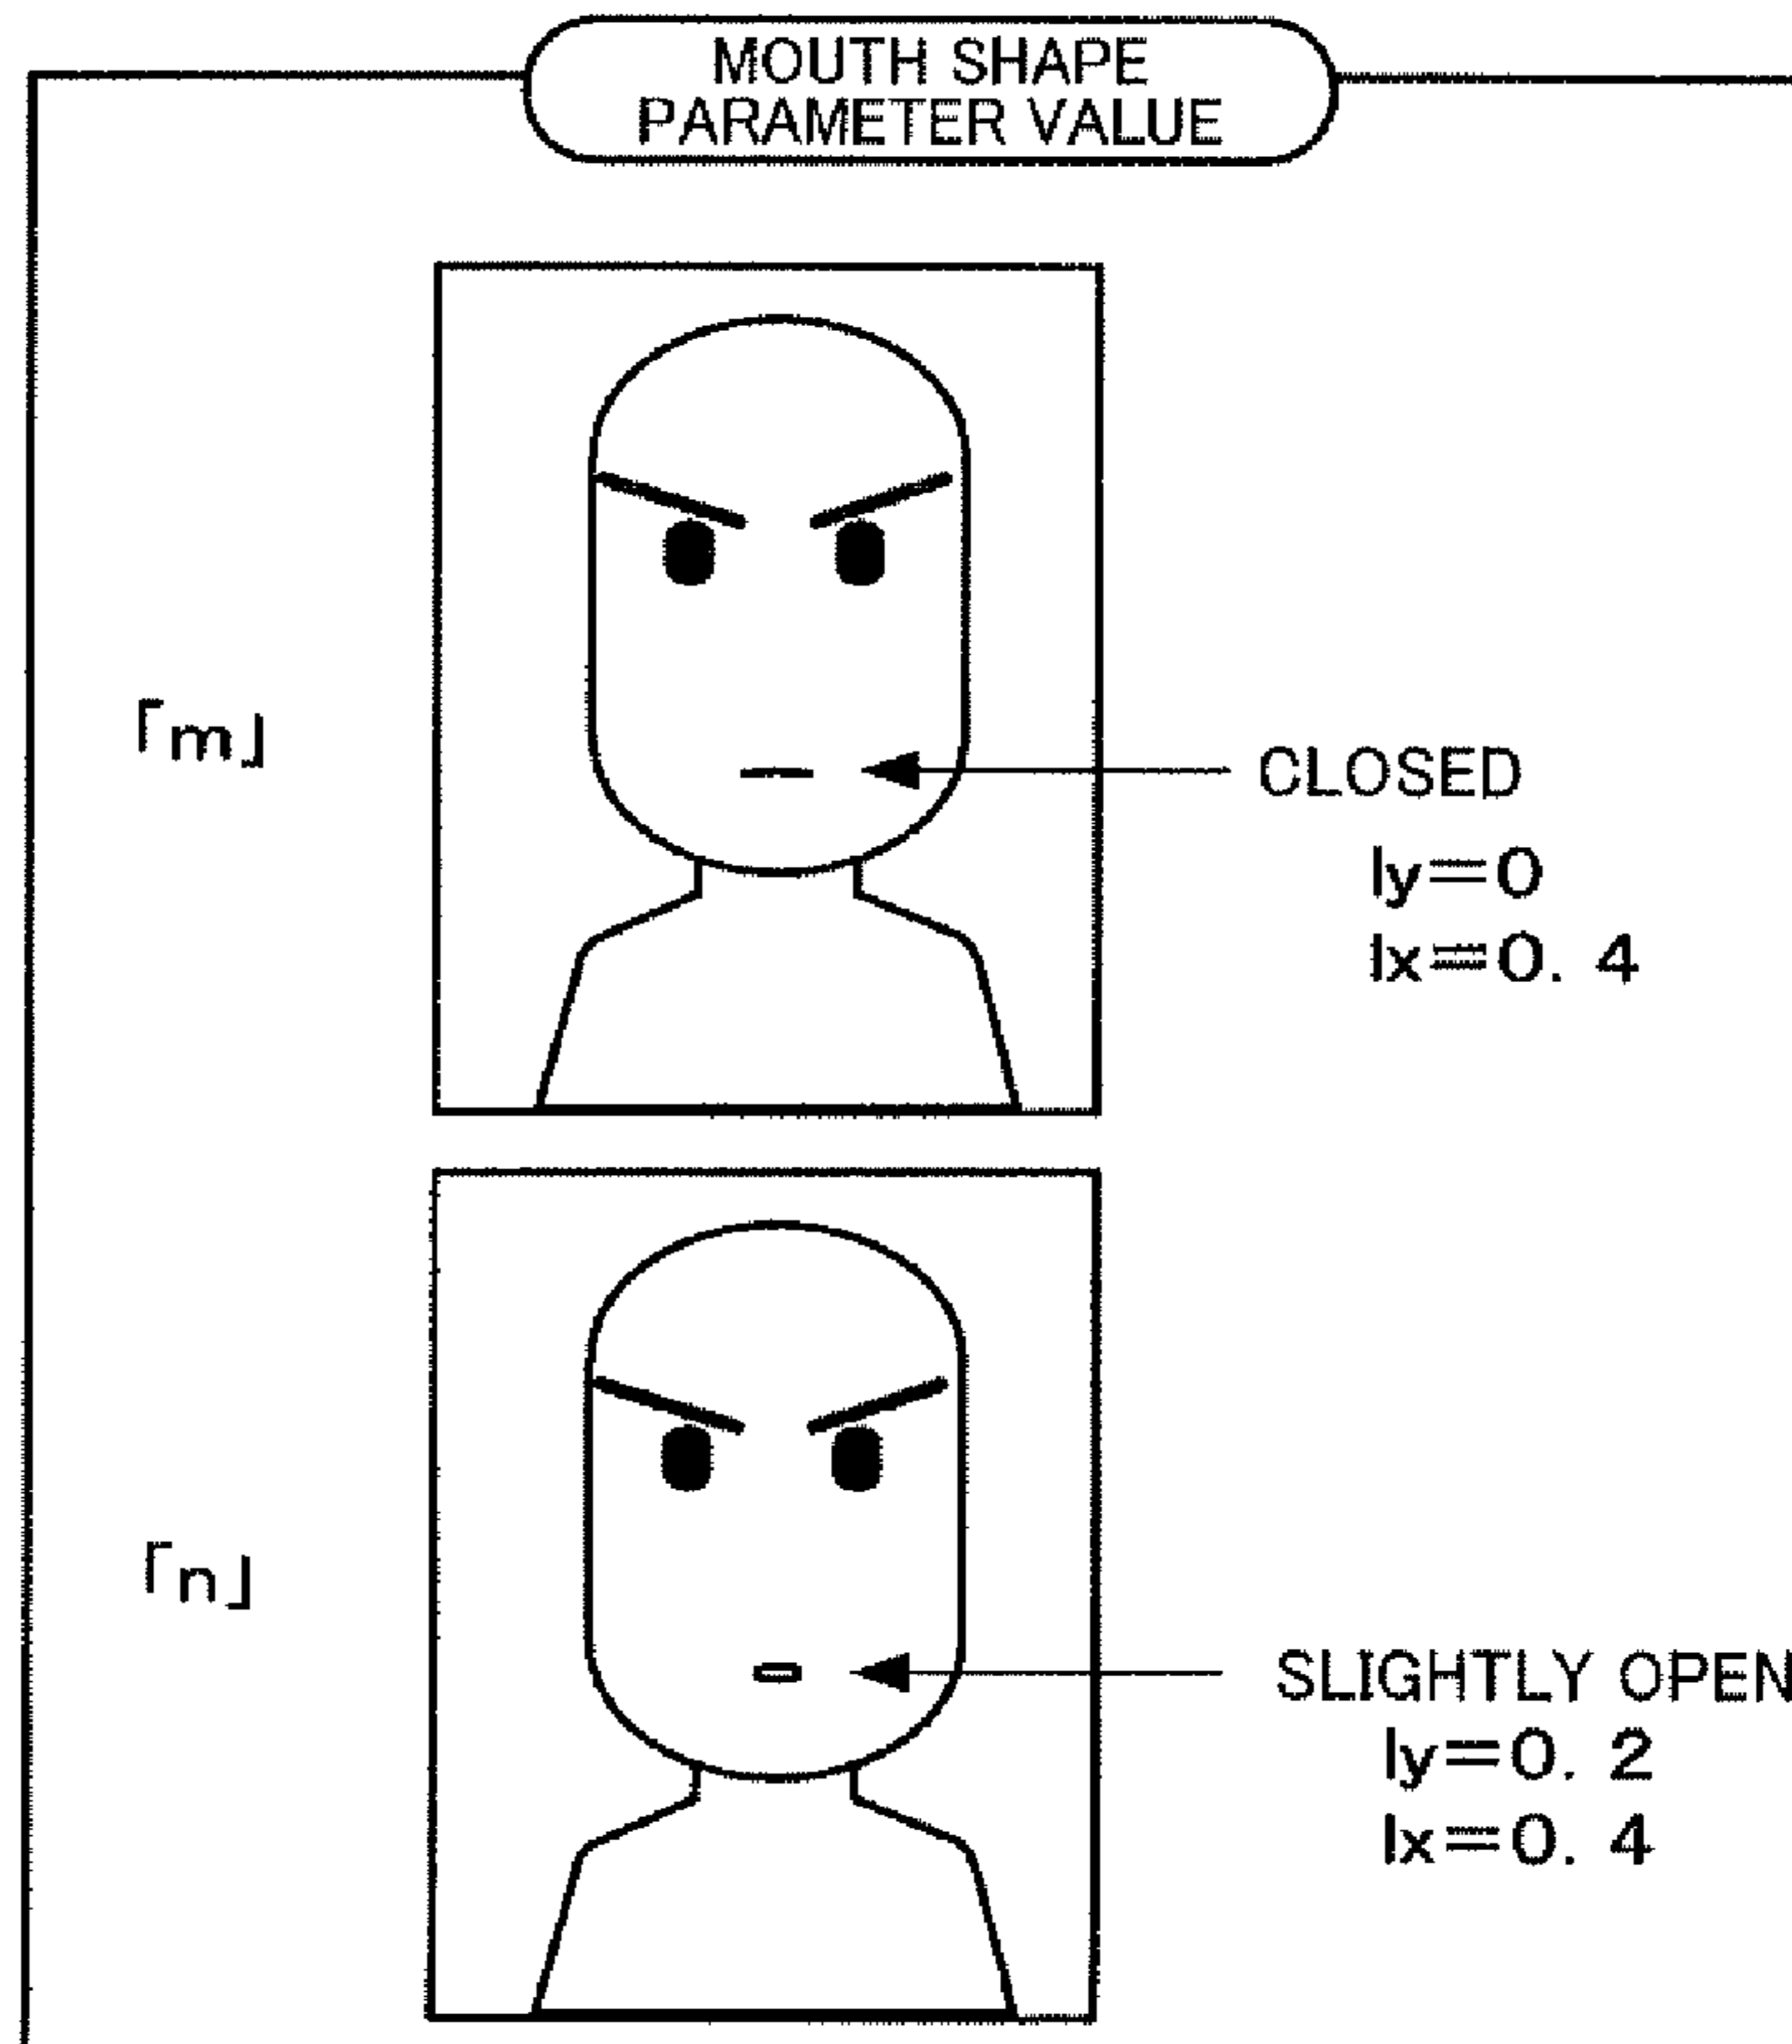 MOUTH SHAPE
PARAMETER VALUE
「m」
CLOSED
ly=0
lx=0. 4
「n」
SLIGHTLY OPEN
ly=0. 2
lx=0. 4